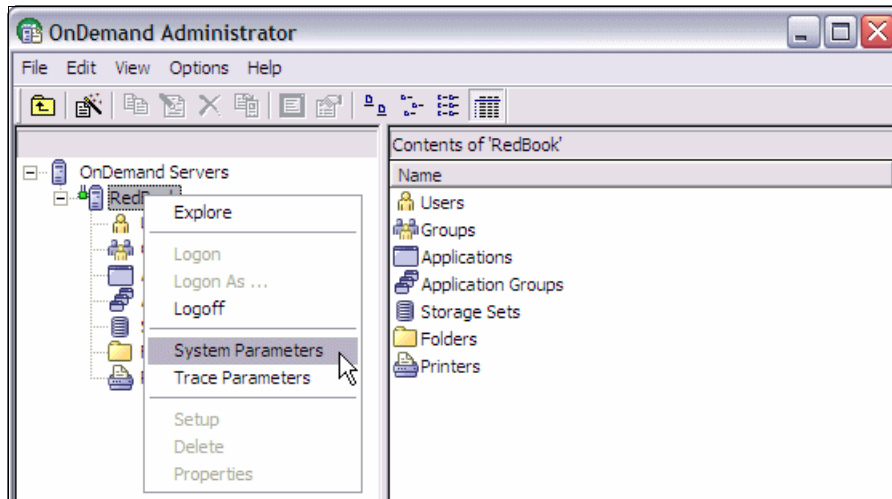 OnDemand Administrator
File Edit View Options Help
Contents of 'RedBook'
OnDemand Servers
Name
Explore
Logon
Logon As ...
Logoff
System Parameters
Trace Parameters
Setup
Delete
Properties
Users
Groups
Applications
Application Groups
Storage Sets
Folders
Printers